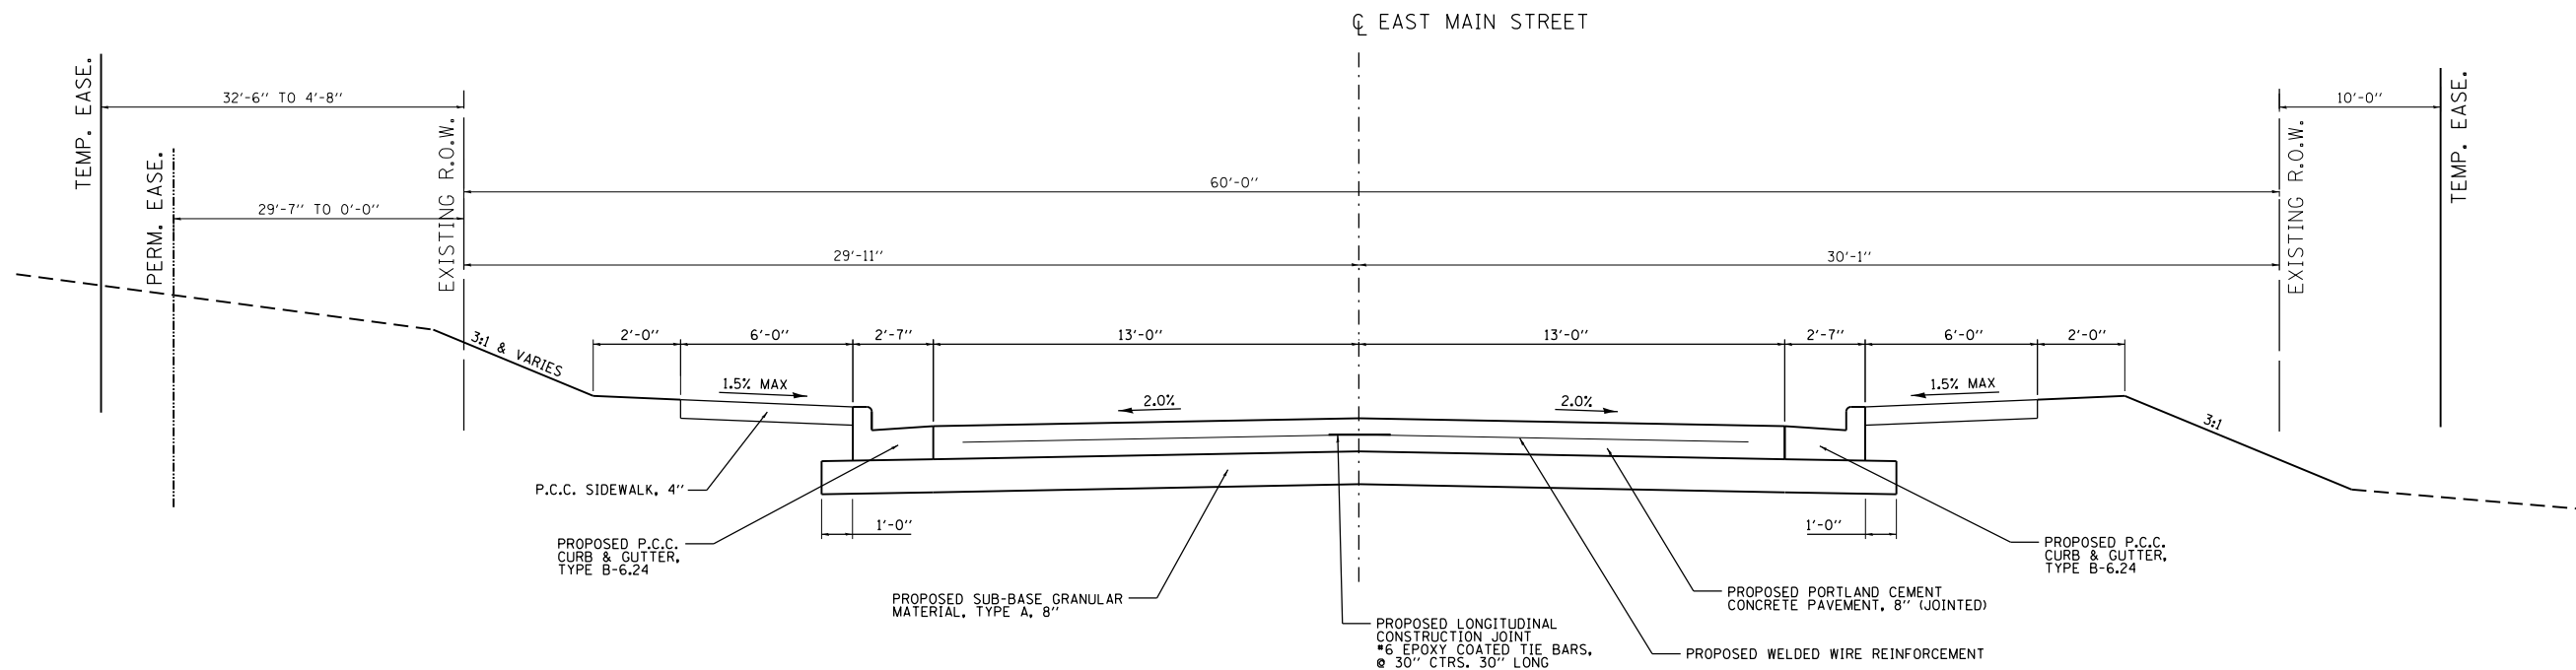 ℄ EAST MAIN STREET
TEMP. EASE.
32'-6" TO 4'-8"
10'-0"
TEMP. EASE.
PERM. EASE.
EXISTING R.O.W.
60'-0"
EXISTING R.O.W.
29'-7" TO 0'-0"
29'-11"
30'-1"
3:1 & VARIES
2'-0"
6'-0"
2'-7"
13'-0"
13'-0"
2'-7"
6'-0"
2'-0"
1.5% MAX
2.0%
2.0%
1.5% MAX
3:1
P.C.C. SIDEWALK, 4"
1'-0"
1'-0"
PROPOSED P.C.C.
CURB & GUTTER,
TYPE B-6.24
PROPOSED P.C.C.
CURB & GUTTER,
TYPE B-6.24
PROPOSED SUB-BASE GRANULAR
MATERIAL, TYPE A, 8"
PROPOSED PORTLAND CEMENT
CONCRETE PAVEMENT, 8" (JOINTED)
PROPOSED LONGITUDINAL
CONSTRUCTION JOINT
#6 EPOXY COATED TIE BARS,
@ 30" CTRS. 30" LONG
PROPOSED WELDED WIRE REINFORCEMENT